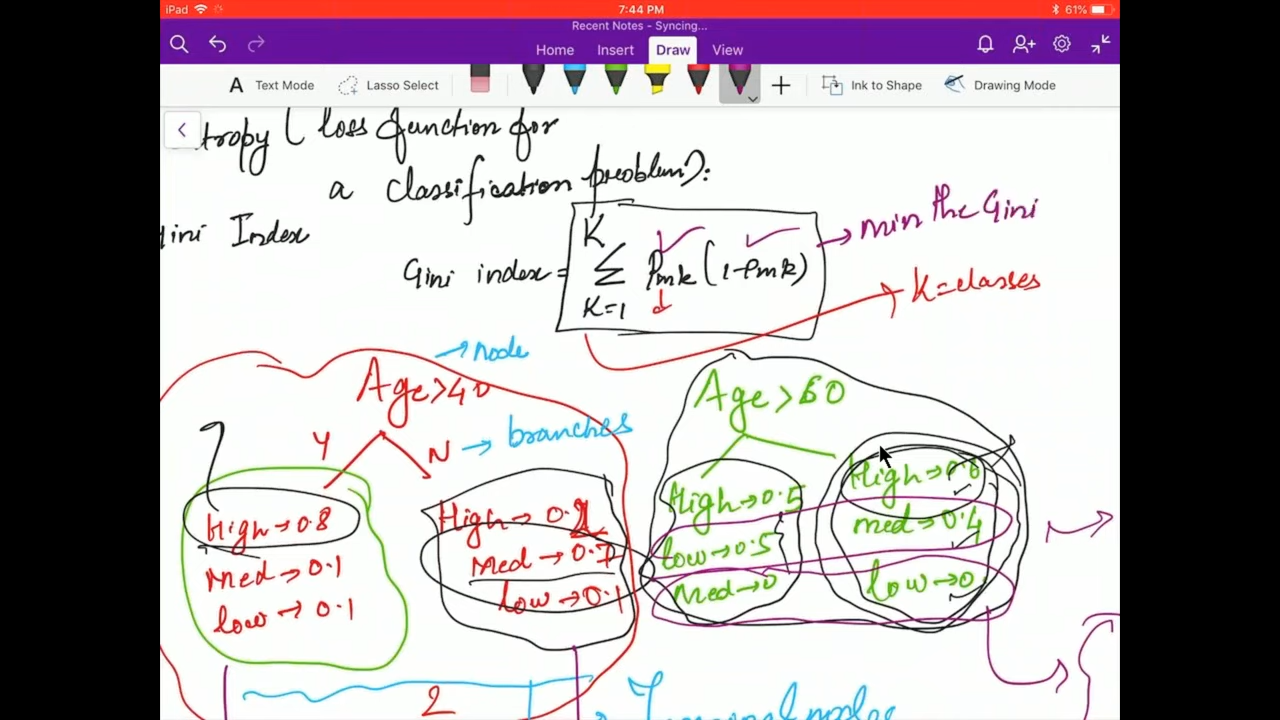 iPad 7:44 PM 61%
Recent Notes - Syncing...
Home Insert Draw View
A Text Mode Lasso Select + Ink to Shape Drawing Mode
tropy ( loss function for
a classification problem):
Gini Index
min the Gini
Gini index = K Σ K=1 Pmk (1-Pmk)
K=classes
node
Age>40
Y N branches
High→0.8
Med→0.1
low→0.1
High→0.2
Med→0.7
low→0.1
Age>60
High→0.5
low→0.5
Med→0
High→0.6
med→0.4
low→0
2